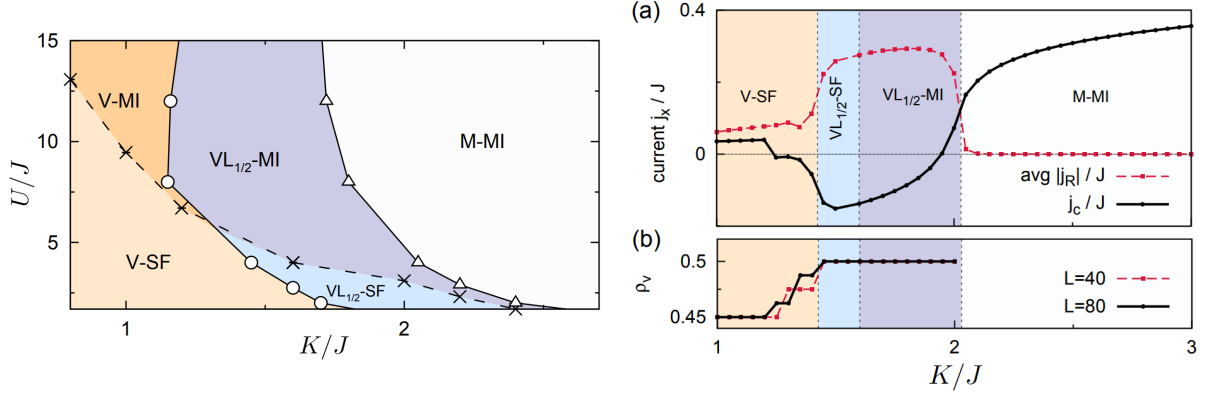 15
10
5
U/J
V-MI
VL1/2-MI
M-MI
V-SF
VL1/2-SF
1
2
K/J
(a)
0.4
0
current jx / J
V-SF
VL1/2-SF
VL1/2-MI
M-MI
avg |jR| / J
jc / J
(b)
0.5
0.45
ρv
L=40
L=80
1
2
3
K/J